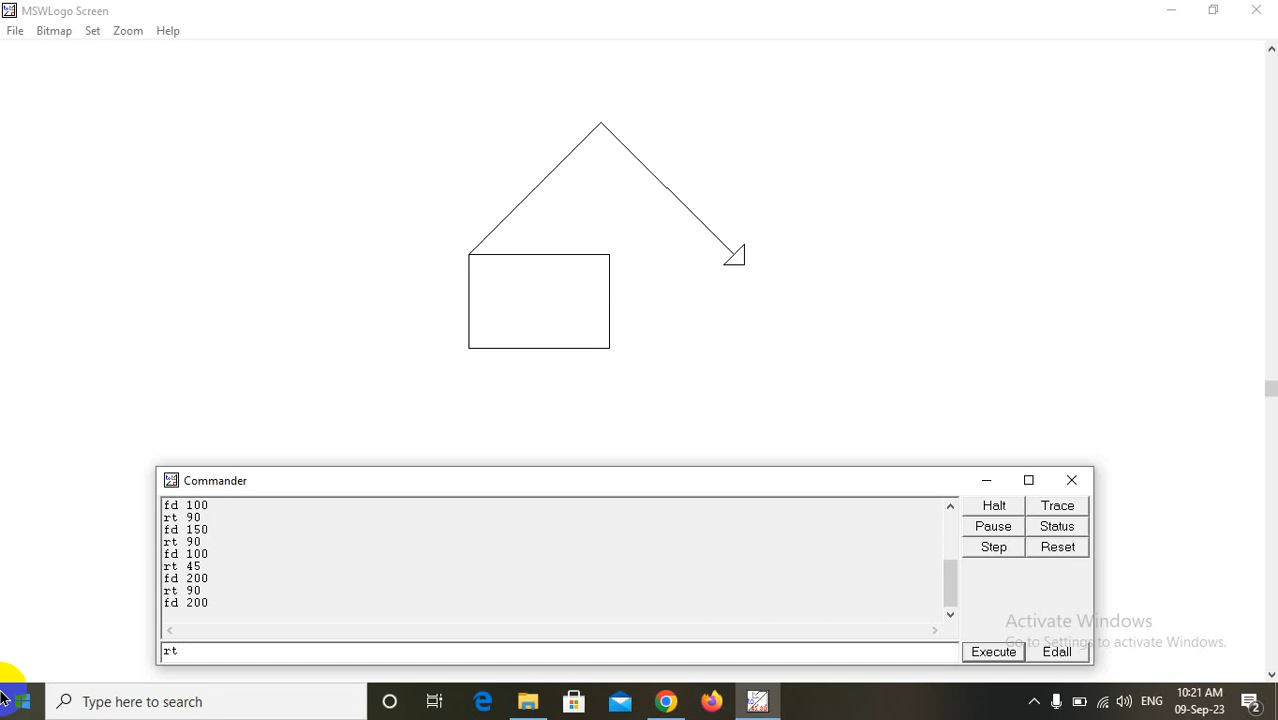 MSWLogo Screen
File Bitmap Set Zoom Help
Commander
fd 100
rt 90
fd 150
rt 90
fd 100
rt 45
fd 200
rt 90
fd 200
Halt Trace
Pause Status
Step Reset
rt
Execute Edall
Activate Windows
Go to Settings to activate Windows.
Type here to search
ENG
10:21 AM
09-Sep-23
2